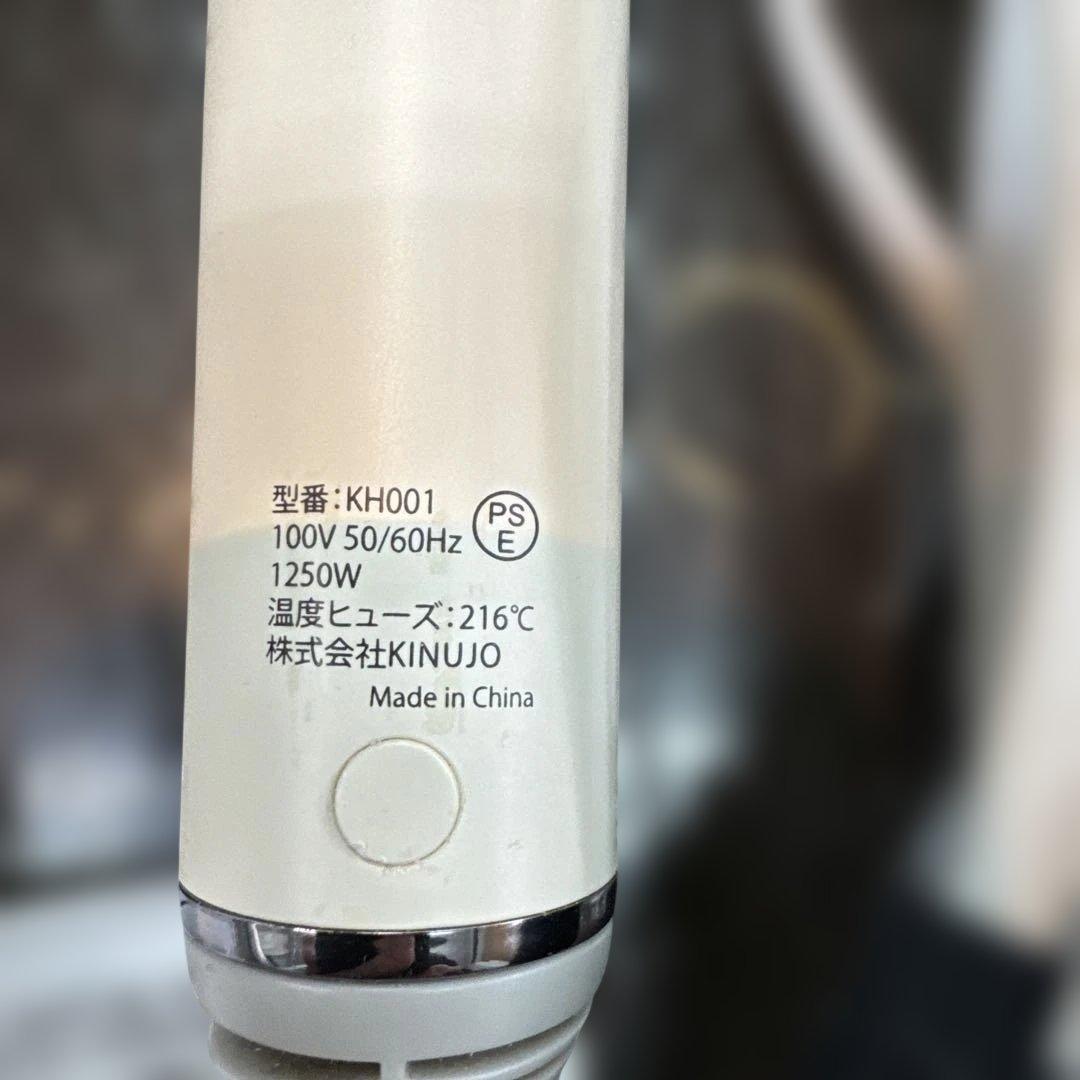 型番:KH001
100V 50/60Hz
PS
E
1250W
温度ヒューズ:216℃
株式会社KINUJO
Made in China